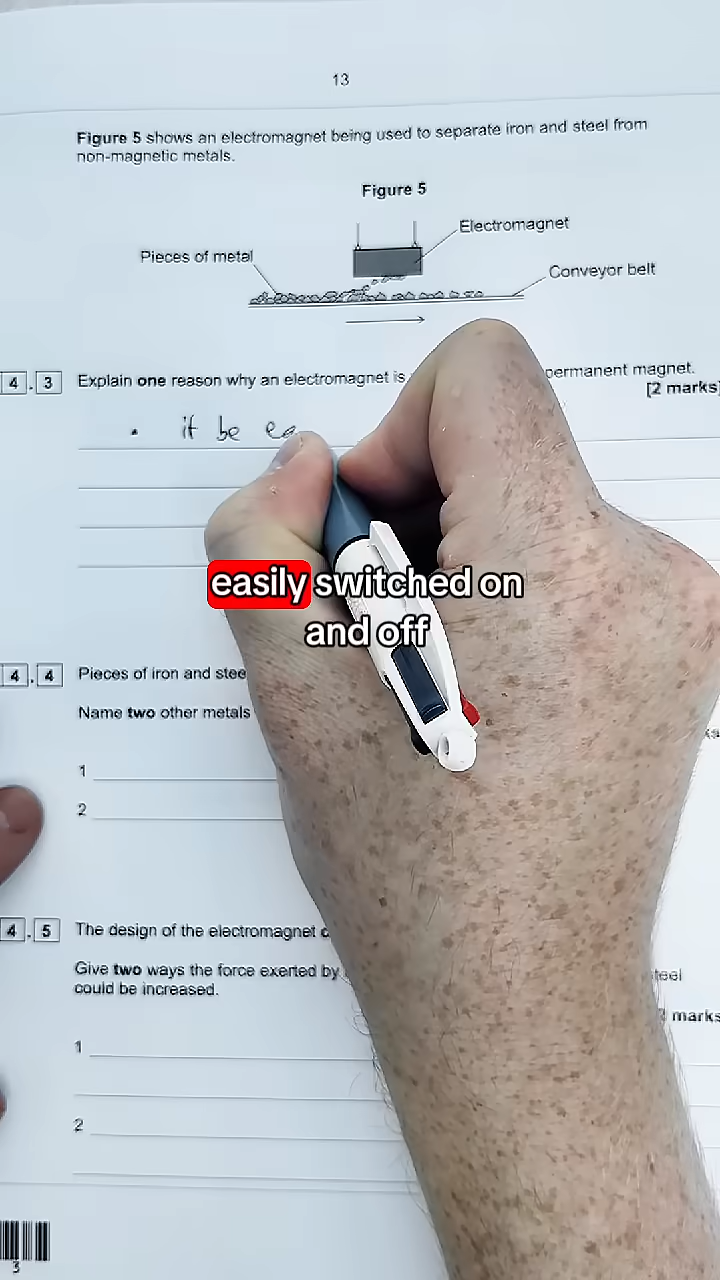 13
Figure 5 shows an electromagnet being used to separate iron and steel from
non-magnetic metals.
Figure 5
Electromagnet
Pieces of metal
Conveyor belt
4 . 3 Explain one reason why an electromagnet is permanent magnet.
[2 marks]
• it be ea
easily switched on
and off
4 . 4 Pieces of iron and
Name two other metals
1
2
4 . 5 The design of the electromagnet
Give two ways the force exerted by
could be increased.
marks
1
2
3